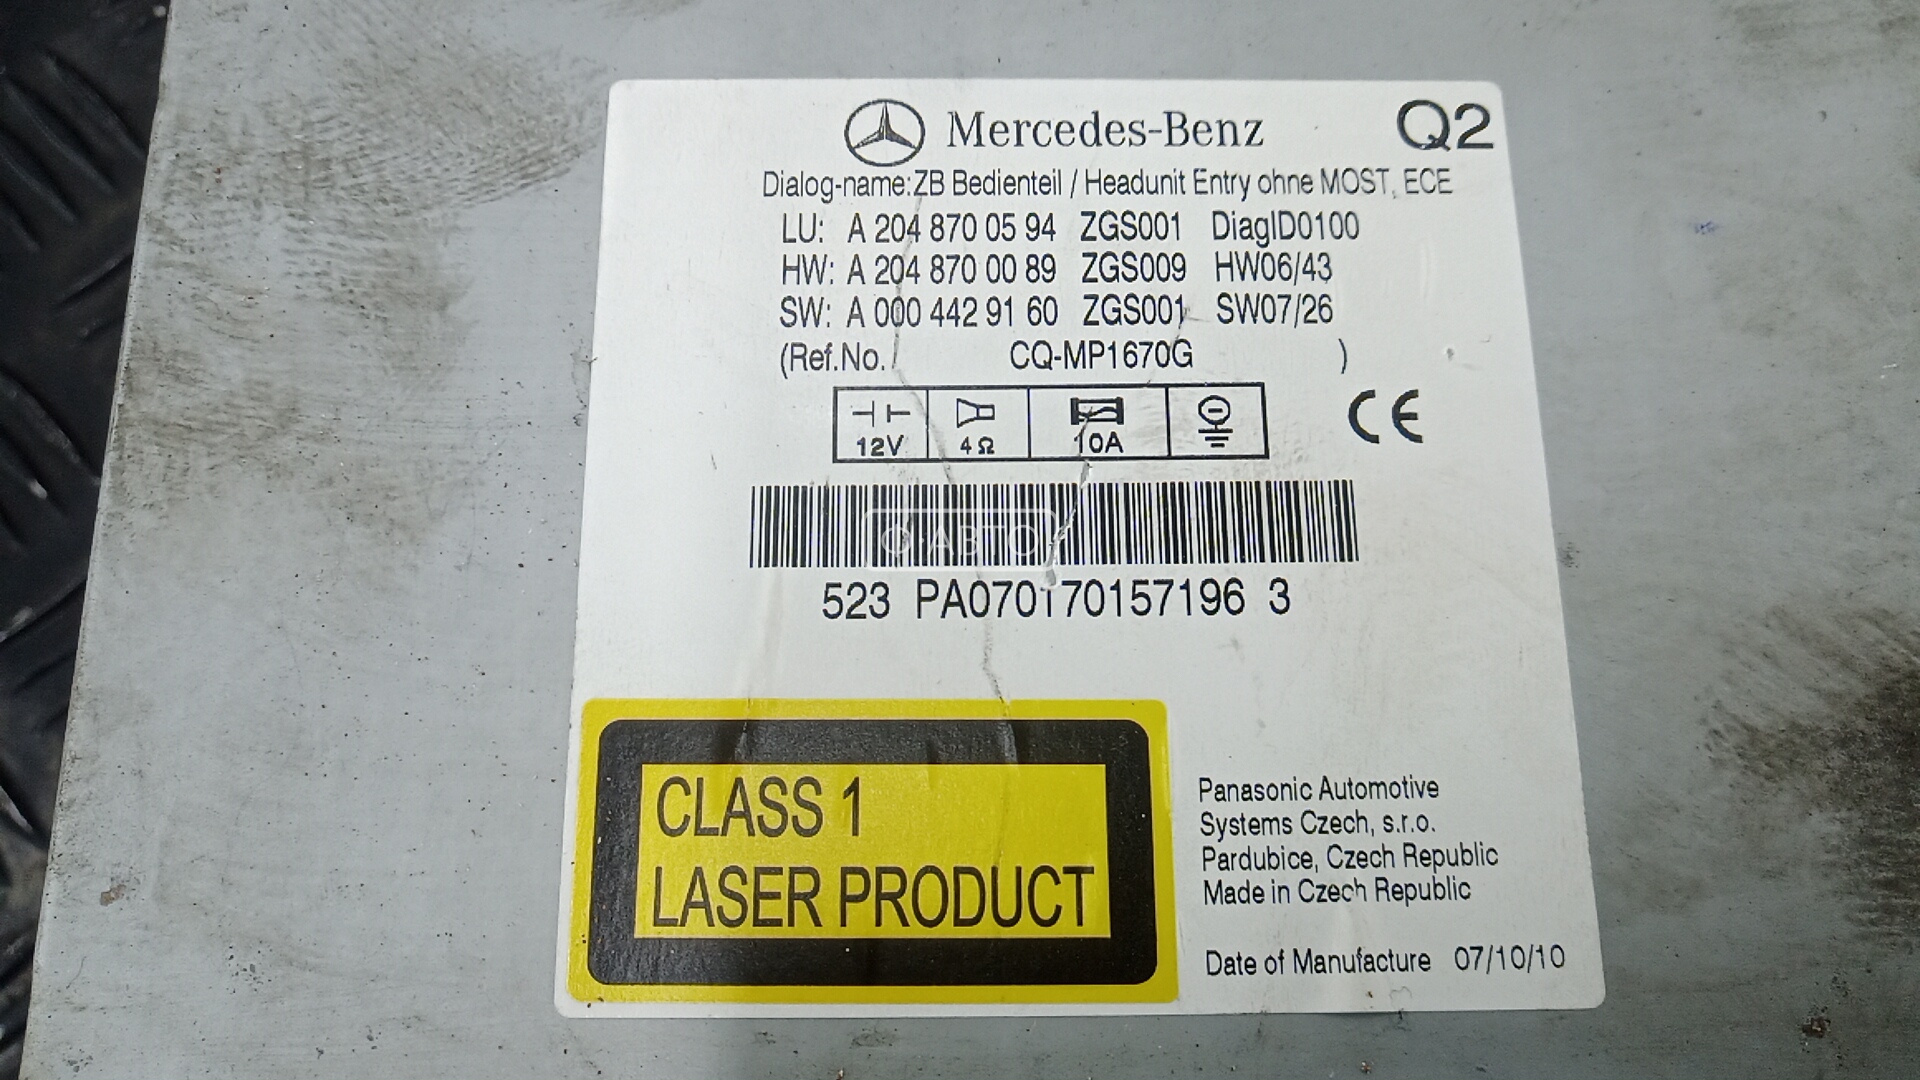 Mercedes-Benz Q2
Dialog-name:ZB Bedienteil / Headunit Entry ohne MOST, ECE
LU: A 204 870 05 94 ZGS001 DiagID0100
HW: A 204 870 00 89 ZGS009 HW06/43
SW: A 000 442 91 60 ZGS001 SW07/26
(Ref.No. CQ-MP1670G )
12V 4Ω 10A CE
АВТО
523 PA070170157196 3
CLASS 1
LASER PRODUCT
Panasonic Automotive
Systems Czech, s.r.o.
Pardubice, Czech Republic
Made in Czech Republic
Date of Manufacture 07/10/10